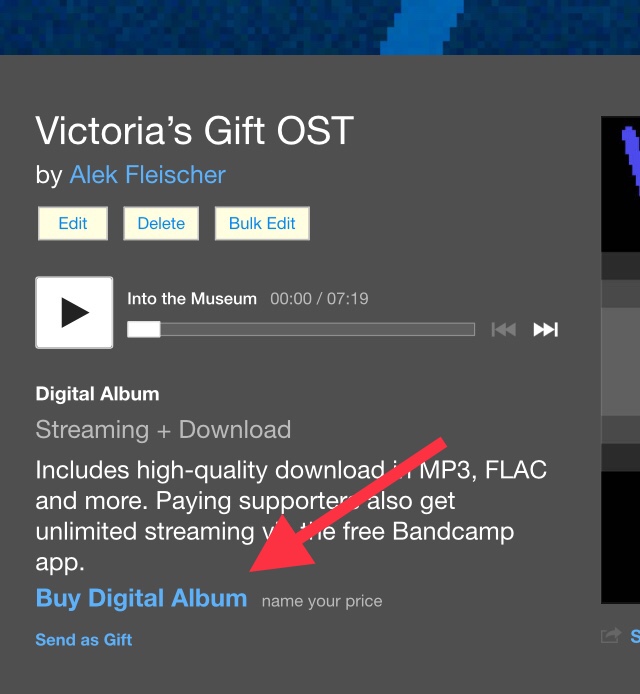 Victoria's Gift OST
by Alek Fleischer
Edit Delete Bulk Edit
Into the Museum 00:00 / 07:19
Digital Album
Streaming + Download
Includes high-quality download in MP3, FLAC
and more. Paying supporters also get
unlimited streaming via the free Bandcamp
app.
Buy Digital Album name your price
Send as Gift